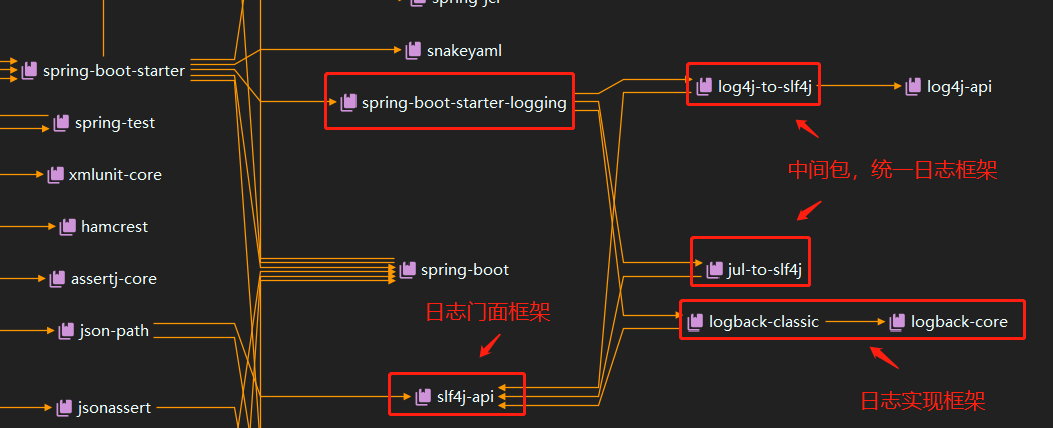 spring-jcl
snakeyaml
spring-boot-starter
log4j-to-slf4j
log4j-api
spring-boot-starter-logging
spring-test
中间包，统一日志框架
xmlunit-core
hamcrest
spring-boot
jul-to-slf4j
assertj-core
日志门面框架
logback-classic
logback-core
json-path
slf4j-api
日志实现框架
jsonassert